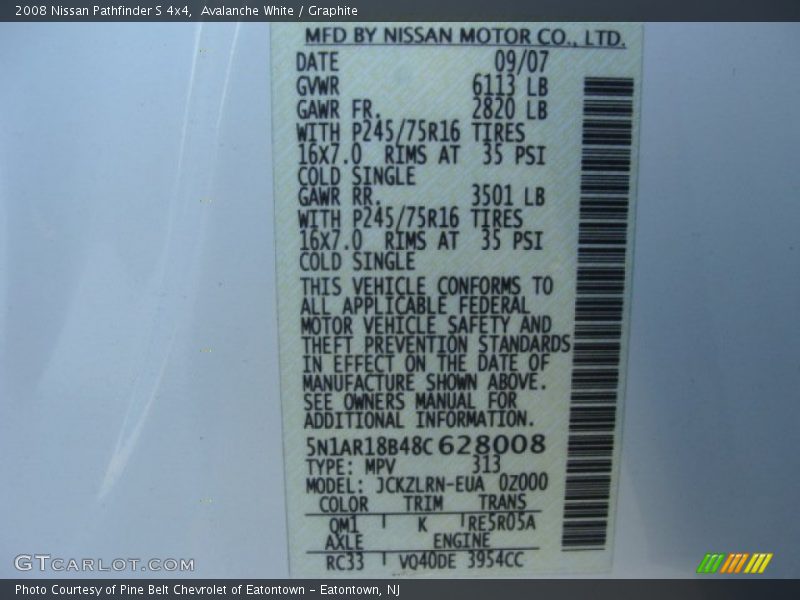 2008 Nissan Pathfinder S 4x4, Avalanche White / Graphite
MFD BY NISSAN MOTOR CO., LTD.
DATE 09/07
GVWR 6113 LB
GAWR FR. 2820 LB
WITH P245/75R16 TIRES
16X7.0 RIMS AT 35 PSI
COLD SINGLE
GAWR RR. 3501 LB
WITH P245/75R16 TIRES
16X7.0 RIMS AT 35 PSI
COLD SINGLE
THIS VEHICLE CONFORMS TO
ALL APPLICABLE FEDERAL
MOTOR VEHICLE SAFETY AND
THEFT PREVENTION STANDARDS
IN EFFECT ON THE DATE OF
MANUFACTURE SHOWN ABOVE.
SEE OWNERS MANUAL FOR
ADDITIONAL INFORMATION.
5N1AR18B48C628008
TYPE: MPV 313
MODEL: JCKZLRN-EUA 0Z000
COLOR TRIM TRANS
QM1 K RE5R05A
AXLE ENGINE
RC33 VQ40DE 3954CC
GTCarLot.com
Photo Courtesy of Pine Belt Chevrolet of Eatontown - Eatontown, NJ